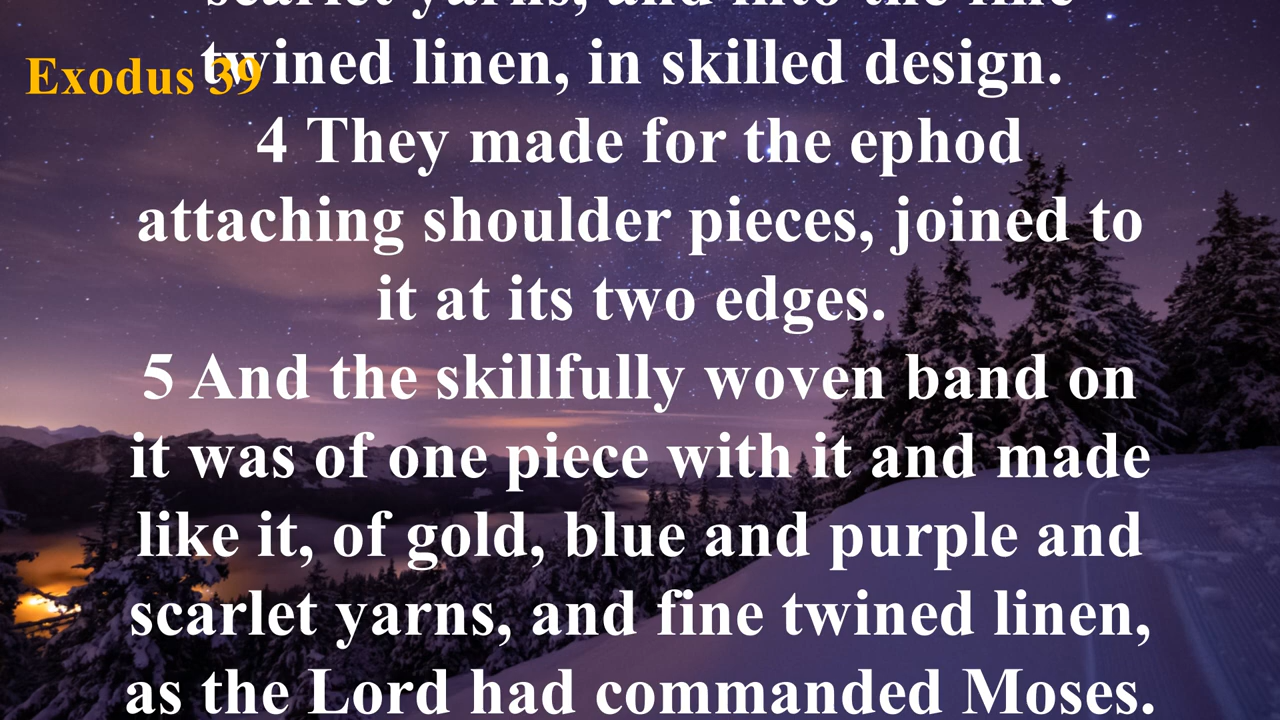 scarlet yarns, and into the fine
Exodus 39
twined linen, in skilled design.
4 They made for the ephod
attaching shoulder pieces, joined to
it at its two edges.
5 And the skillfully woven band on
it was of one piece with it and made
like it, of gold, blue and purple and
scarlet yarns, and fine twined linen,
as the Lord had commanded Moses.